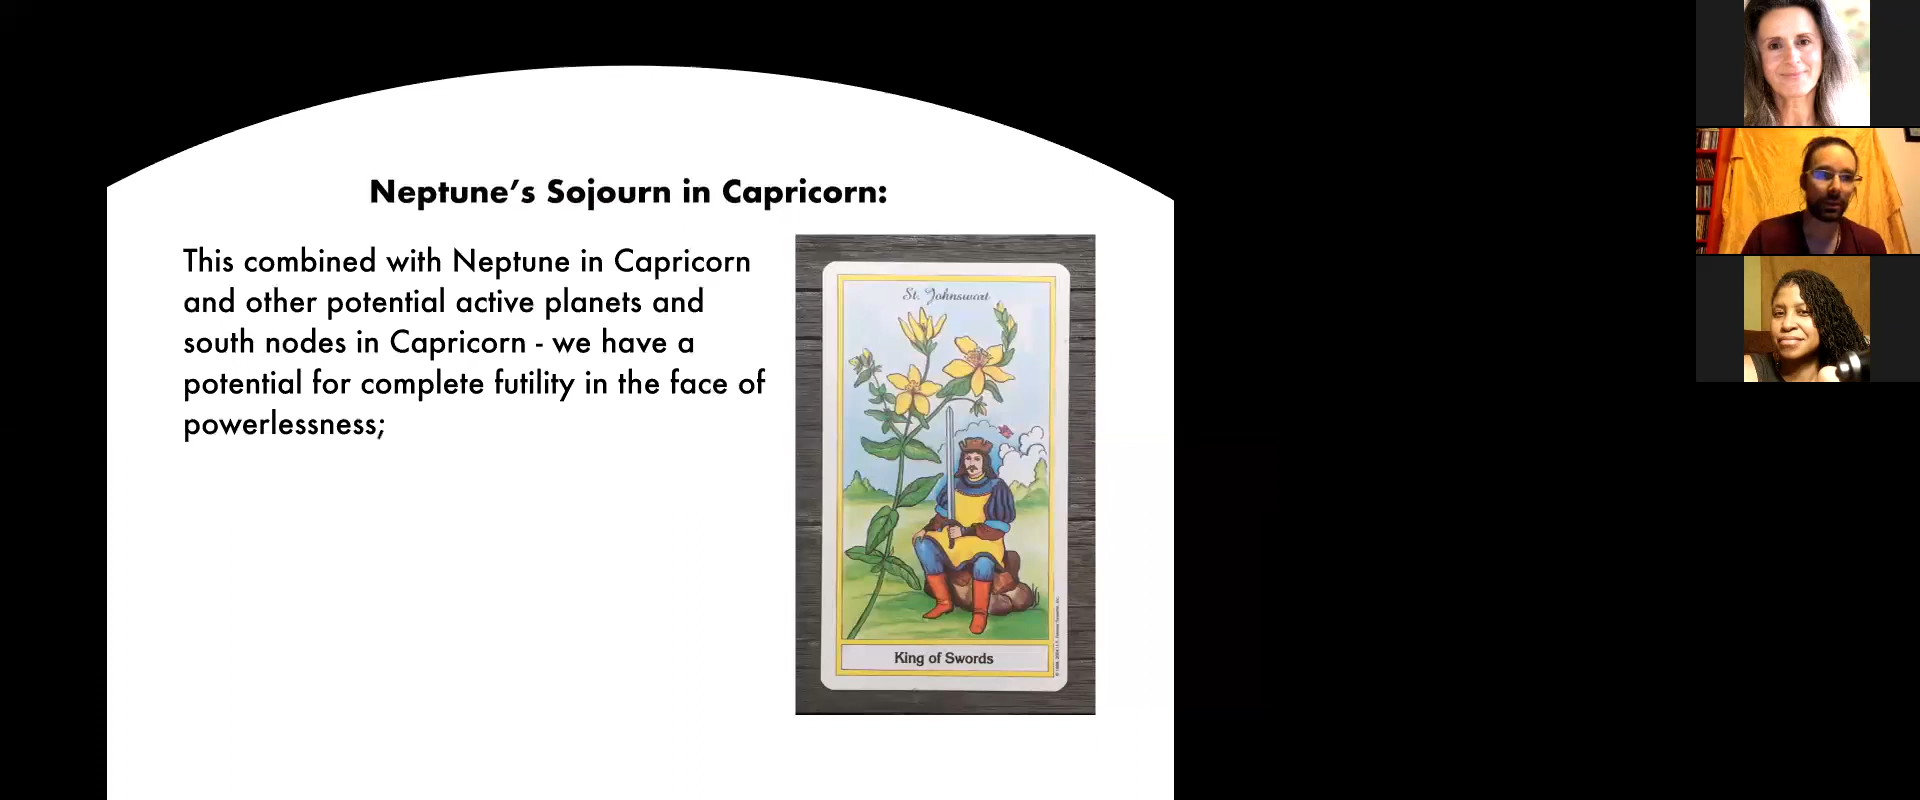 Neptune’s Sojourn in Capricorn:
This combined with Neptune in Capricorn
and other potential active planets and
south nodes in Capricorn - we have a
potential for complete futility in the face of
powerlessness;
St. Johnswort
King of Swords